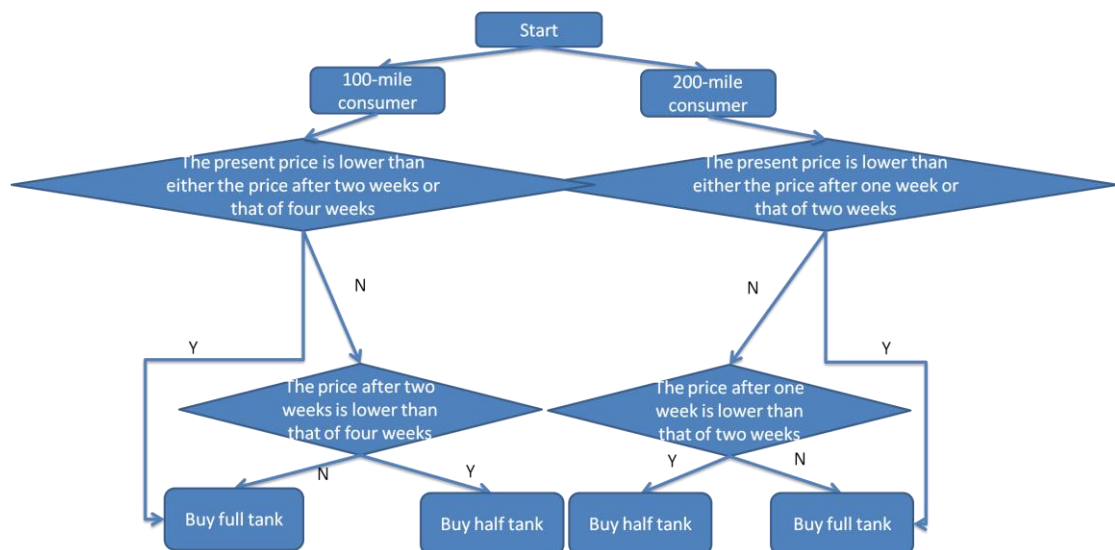 Start
100-mile
consumer
200-mile
consumer
The present price is lower than
either the price after two weeks or
that of four weeks
The present price is lower than
either the price after one week or
that of two weeks
N
N
Y
Y
The price after two
weeks is lower than
that of four weeks
The price after one
week is lower than
that of two weeks
N
Y
Y
N
Buy full tank
Buy half tank
Buy half tank
Buy full tank